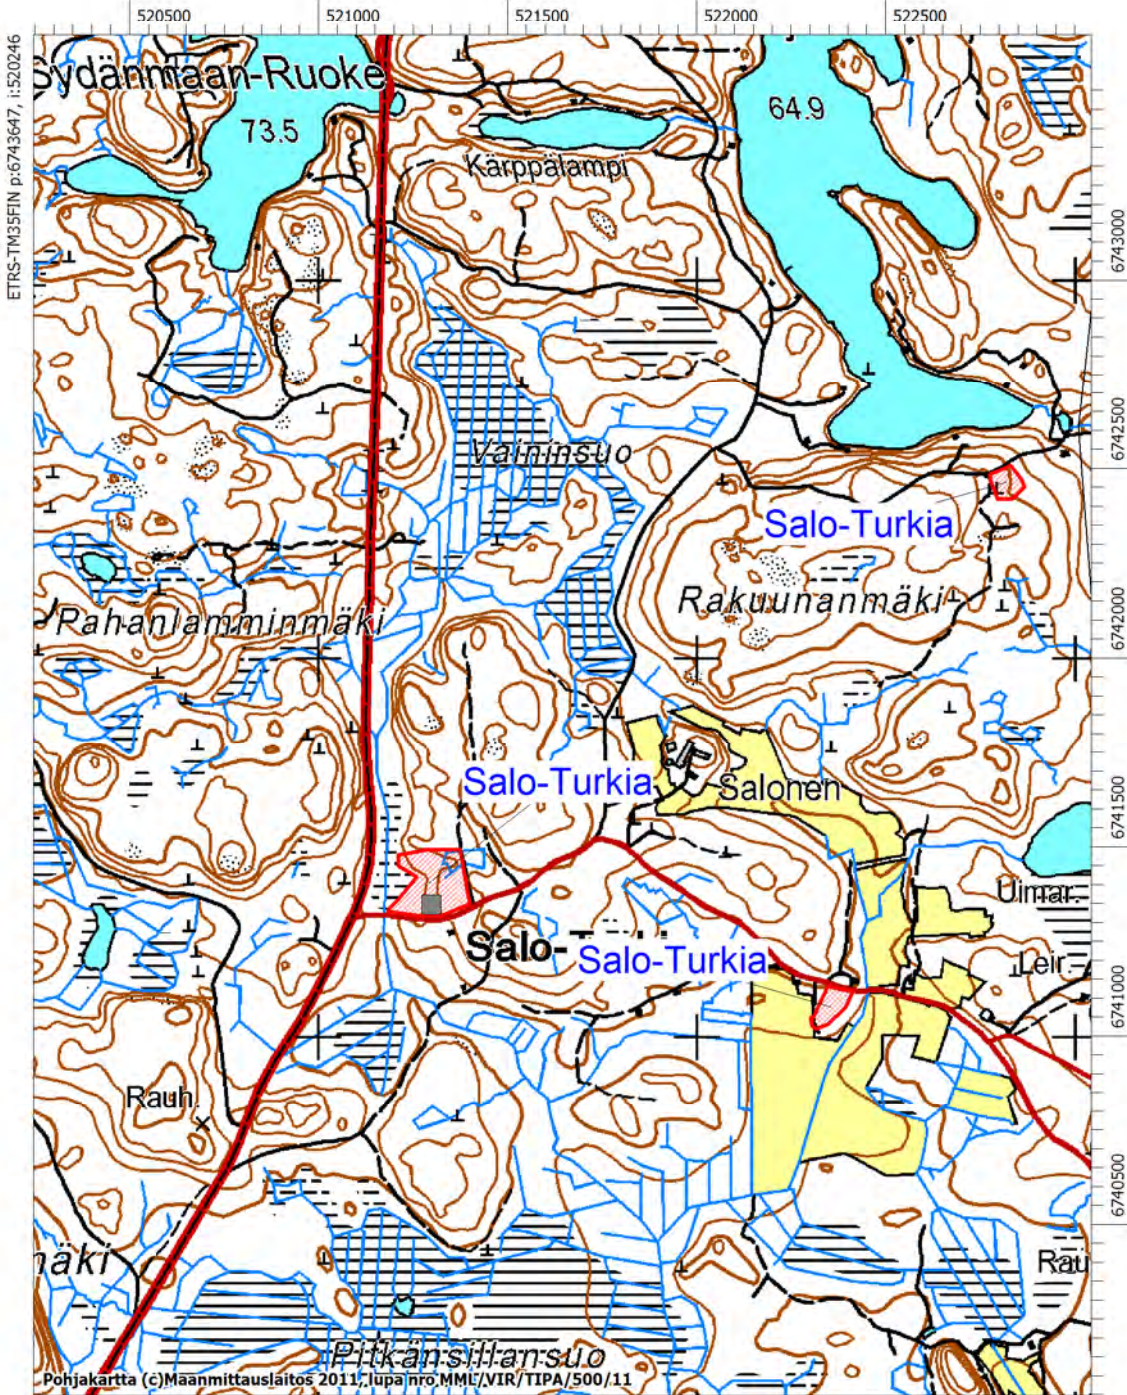 520500 521000 521500 522000 522500
ETRS-TM35FIN p:6743647, i:520246
Sydänmaan-Ruoke
73.5
64.9
Kärppälampi
6743000
Vaininsuo
6742500
Salo-Turkia
Rakuunanmäki
6742000
Pahanlamminmäki
Salo-Turkia
Salonen
6741500
Uimar.
Salo-
Salo-Turkia
Leir.
6741000
Rauh.
6740500
mäki
Rau
Pitkänsillansuo
Pohjakartta (c)Maanmittauslaitos 2011, lupa nro MML/VIR/TIPA/500/11